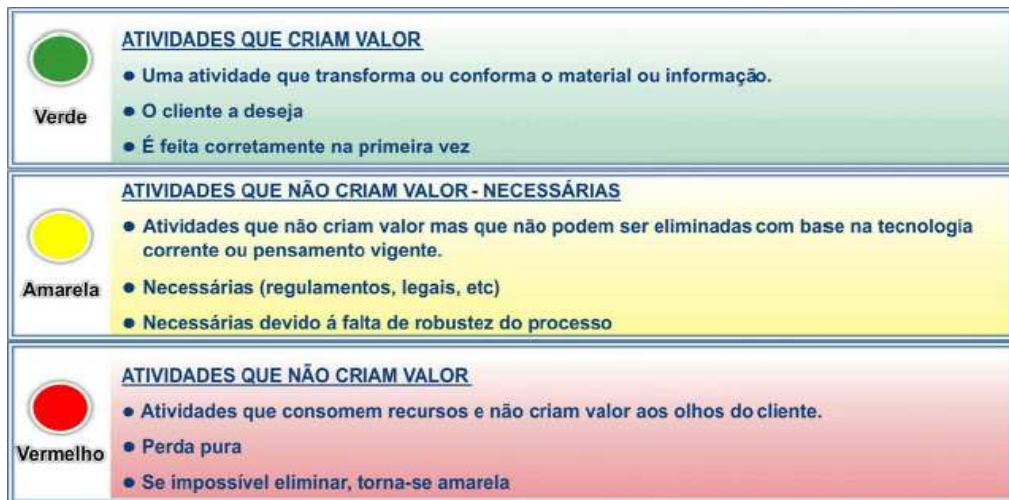 ATIVIDADES QUE CRIAM VALOR
● Uma atividade que transforma ou conforma o material ou informação.
Verde
● O cliente a deseja
● É feita corretamente na primeira vez
ATIVIDADES QUE NÃO CRIAM VALOR - NECESSÁRIAS
● Atividades que não criam valor mas que não podem ser eliminadas com base na tecnologia
corrente ou pensamento vigente.
Amarela
● Necessárias (regulamentos, legais, etc)
● Necessárias devido á falta de robustez do processo
ATIVIDADES QUE NÃO CRIAM VALOR
● Atividades que consomem recursos e não criam valor aos olhos do cliente.
Vermelho
● Perda pura
● Se impossível eliminar, torna-se amarela